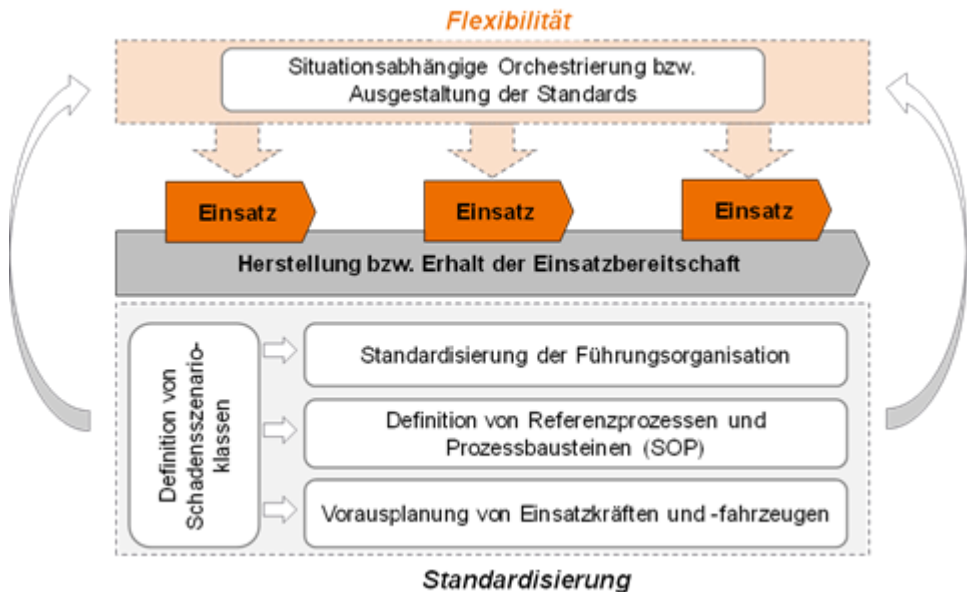 Flexibilität
Situationsabhängige Orchestrierung bzw.
Ausgestaltung der Standards
Einsatz
Einsatz
Einsatz
Herstellung bzw. Erhalt der Einsatzbereitschaft
Definition von
Schadensszenario-
klassen
Standardisierung der Führungsorganisation
Definition von Referenzprozessen und
Prozessbausteinen (SOP)
Vorausplanung von Einsatzkräften und -fahrzeugen
Standardisierung